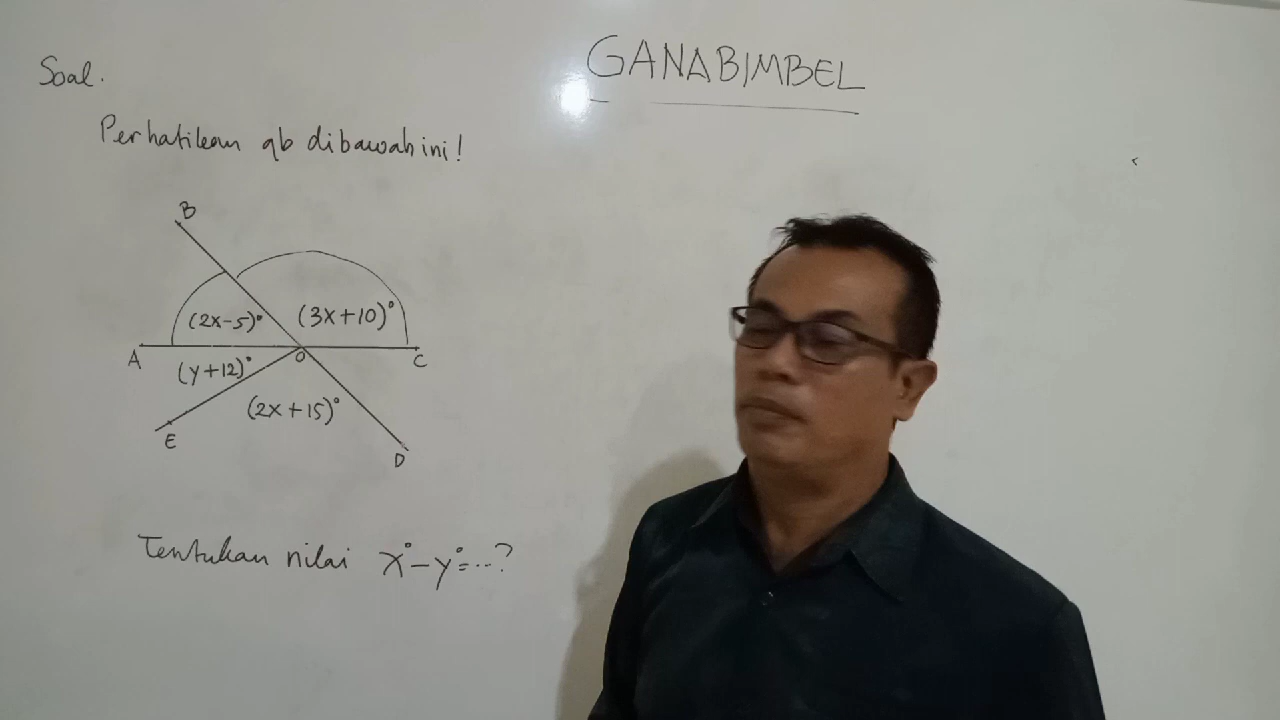 GANABIMBEL
Soal.
Perhatikan gb dibawah ini!
B
(2x-5)° (3x+10)°
A O C
(y+12)°
(2x+15)°
E
D
Tentukan nilai x°-y°=...?